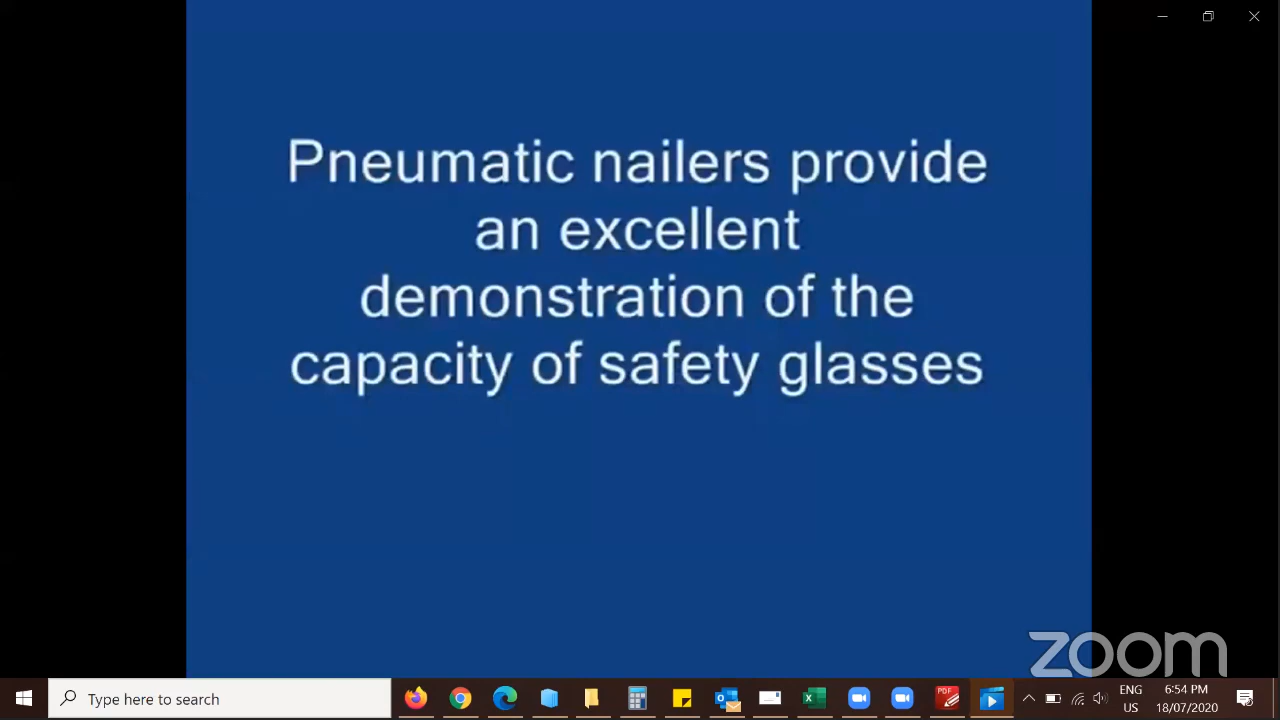 Pneumatic nailers provide
an excellent
demonstration of the
capacity of safety glasses
zoom
Type here to search
PDF
ENG
US
6:54 PM
18/07/2020